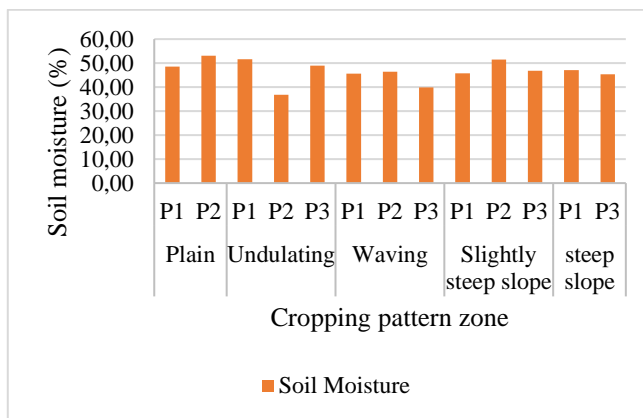 Soil moisture (%)
60,00
50,00
40,00
30,00
20,00
10,00
0,00
P1 P2 P1 P2 P3 P1 P2 P3 P1 P2 P3 P1 P3
Plain Undulating Waving Slightly steep
steep slope slope
Cropping pattern zone
Soil Moisture